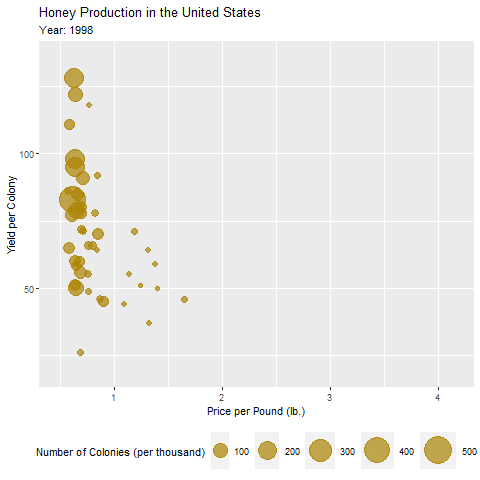 Honey Production in the United States
Year: 1998
Yield per Colony
100
50
1 2 3 4
Price per Pound (lb.)
Number of Colonies (per thousand) 100 200 300 400 500